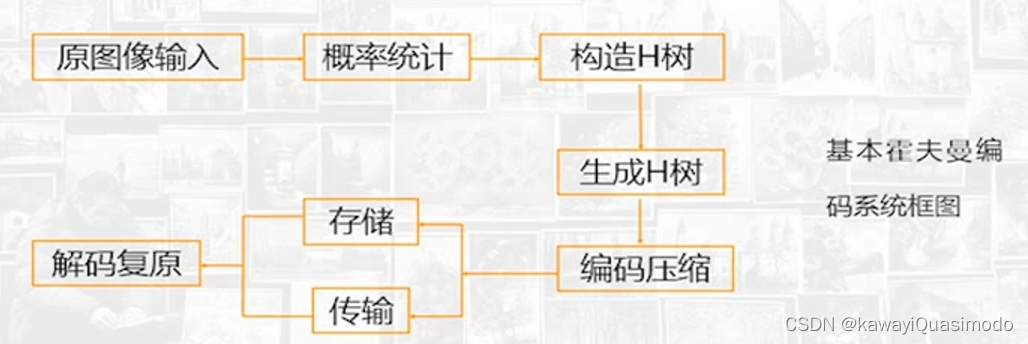 原图像输入
概率统计
构造H树
生成H树
基本霍夫曼编
码系统框图
存储
解码复原
编码压缩
传输
CSDN @kawayiQuasimodo